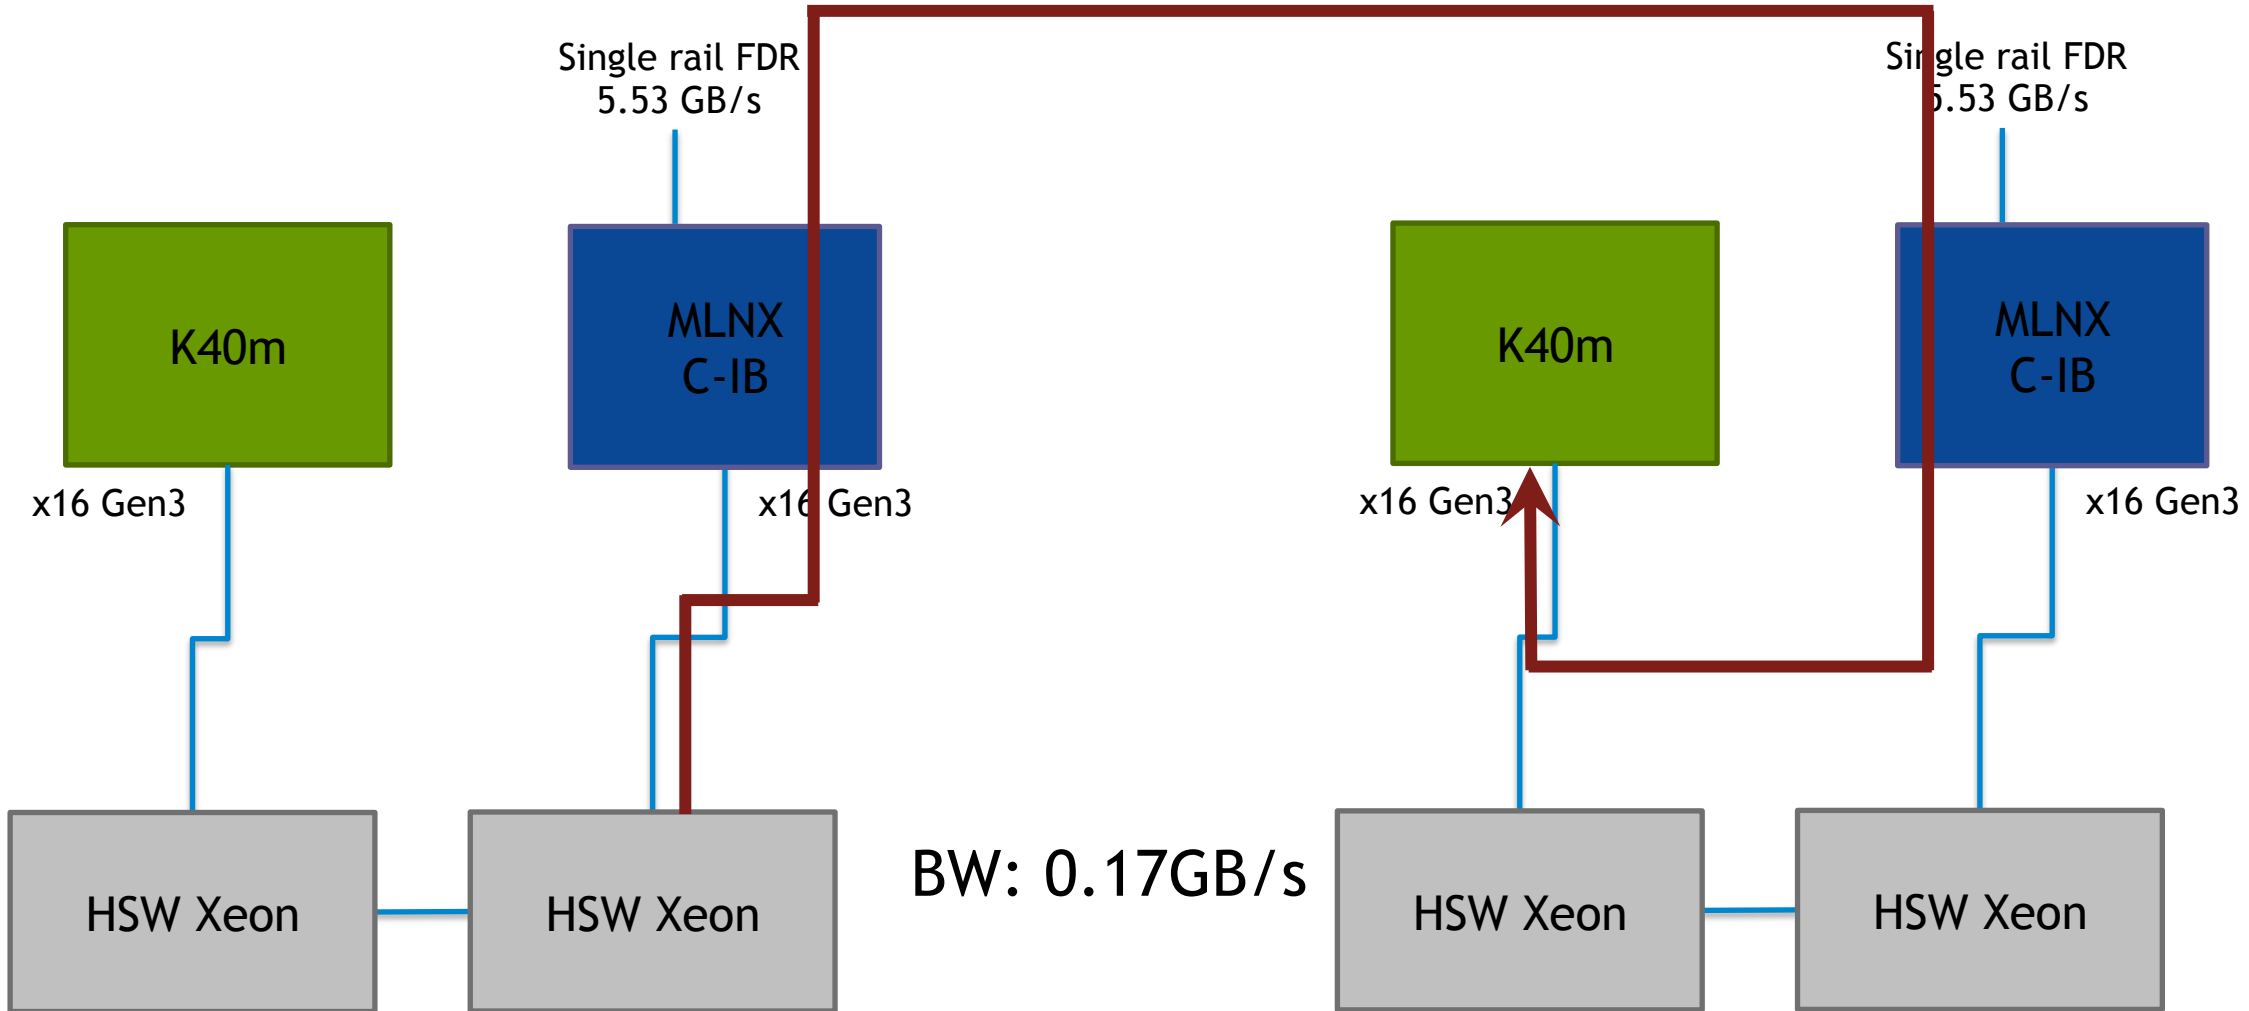 Single rail FDR
5.53 GB/s
Single rail FDR
5.53 GB/s
K40m
MLNX
C-IB
K40m
MLNX
C-IB
x16 Gen3
x16 Gen3
x16 Gen3
x16 Gen3
BW: 0.17GB/s
HSW Xeon
HSW Xeon
HSW Xeon
HSW Xeon